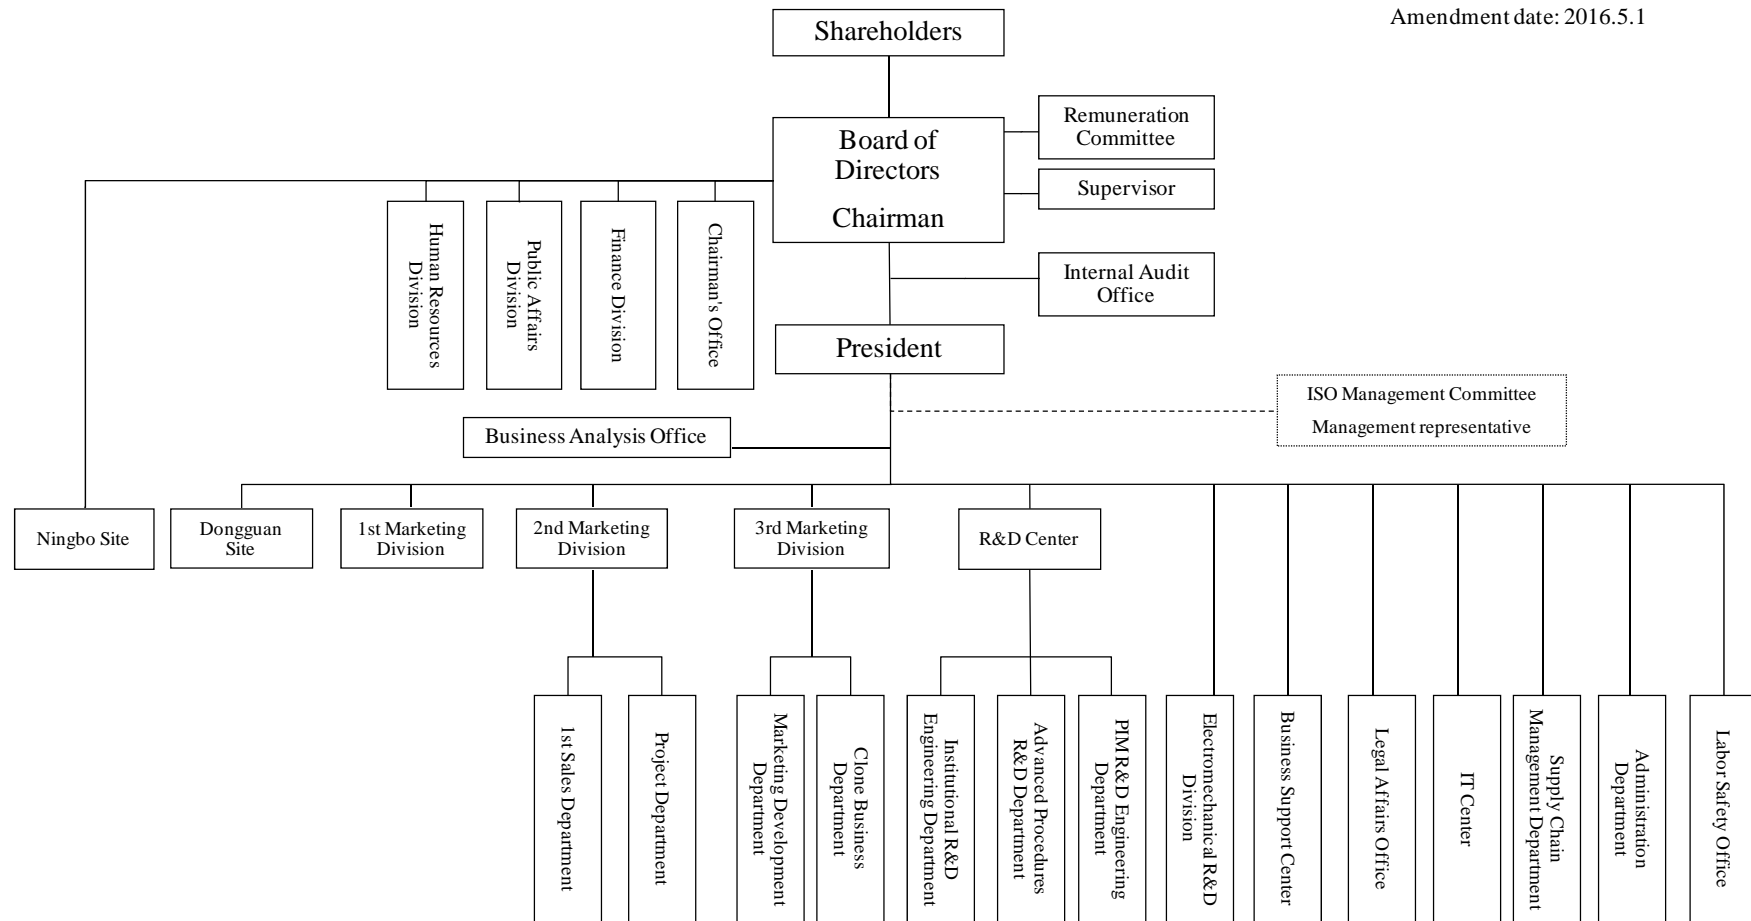 Amendment date: 2016.5.1
Shareholders
Board of
Directors
Chairman
Remuneration
Committee
Supervisor
Human Resources
Division
Public Affairs
Division
Finance Division
Chairman's Office
Internal Audit
Office
President
ISO Management Committee
Management representative
Business Analysis Office
Ningbo Site
Dongguan
Site
1st Marketing
Division
2nd Marketing
Division
3rd Marketing
Division
R&D Center
1st Sales Department
Project Department
Marketing Development
Department
Clone Business
Department
Institutional R&D
Engineering Department
Advanced Procedures
R&D Department
PIM R&D Engineering
Department
Electromechanical R&D
Division
Business Support Center
Legal Affairs Office
IT Center
Supply Chain
Management Department
Administration
Department
Labor Safety Office